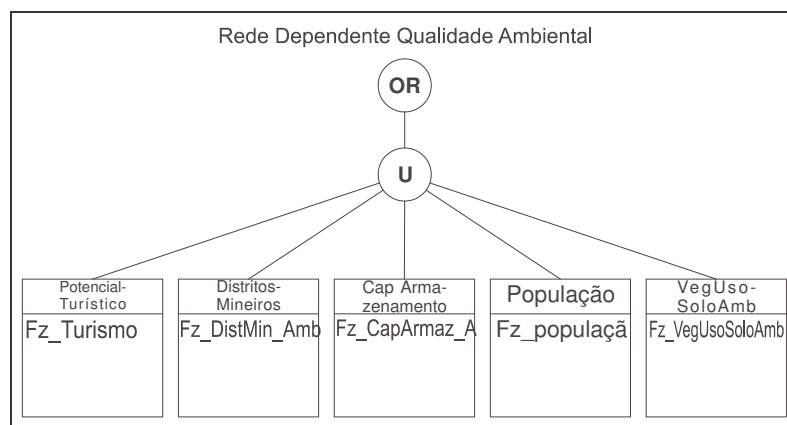 Rede Dependente Qualidade Ambiental
OR
U
Potencial-
Turístico
Fz_Turismo
Distritos-
Mineiros
Fz_DistMin_Amb
Cap Arma-
zenamento
Fz_CapArmaz_A
População
Fz_populaçã
VegUso-
SoloAmb
Fz_VegUsoSoloAmb